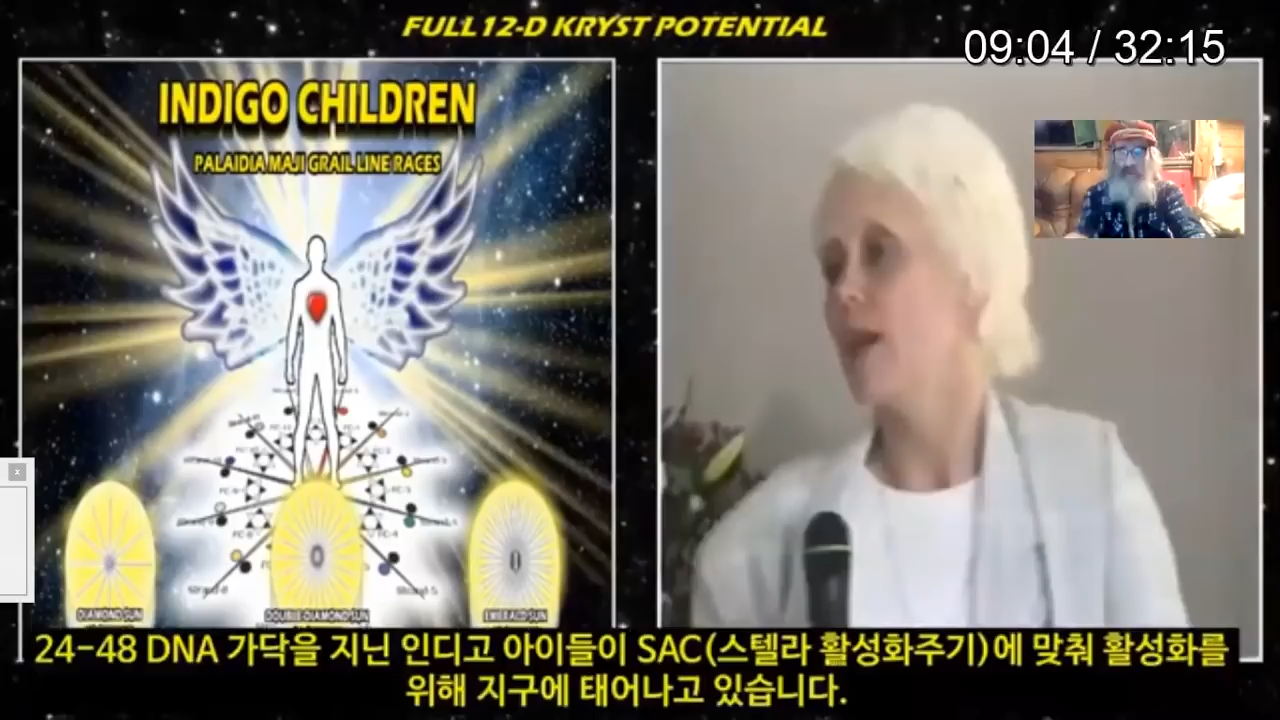 FULL 12-D KRYST POTENTIAL
09:04 / 32:15
INDIGO CHILDREN
PALAIDIA MAJI GRAIL LINE RACES
DIAMOND SUN
DOUBLE-DIAMOND SUN
EMERALD SUN
24-48 DNA 가닥을 지닌 인디고 아이들이 SAC(스텔라 활성화주기)에 맞춰 활성화를
위해 지구에 태어나고 있습니다.